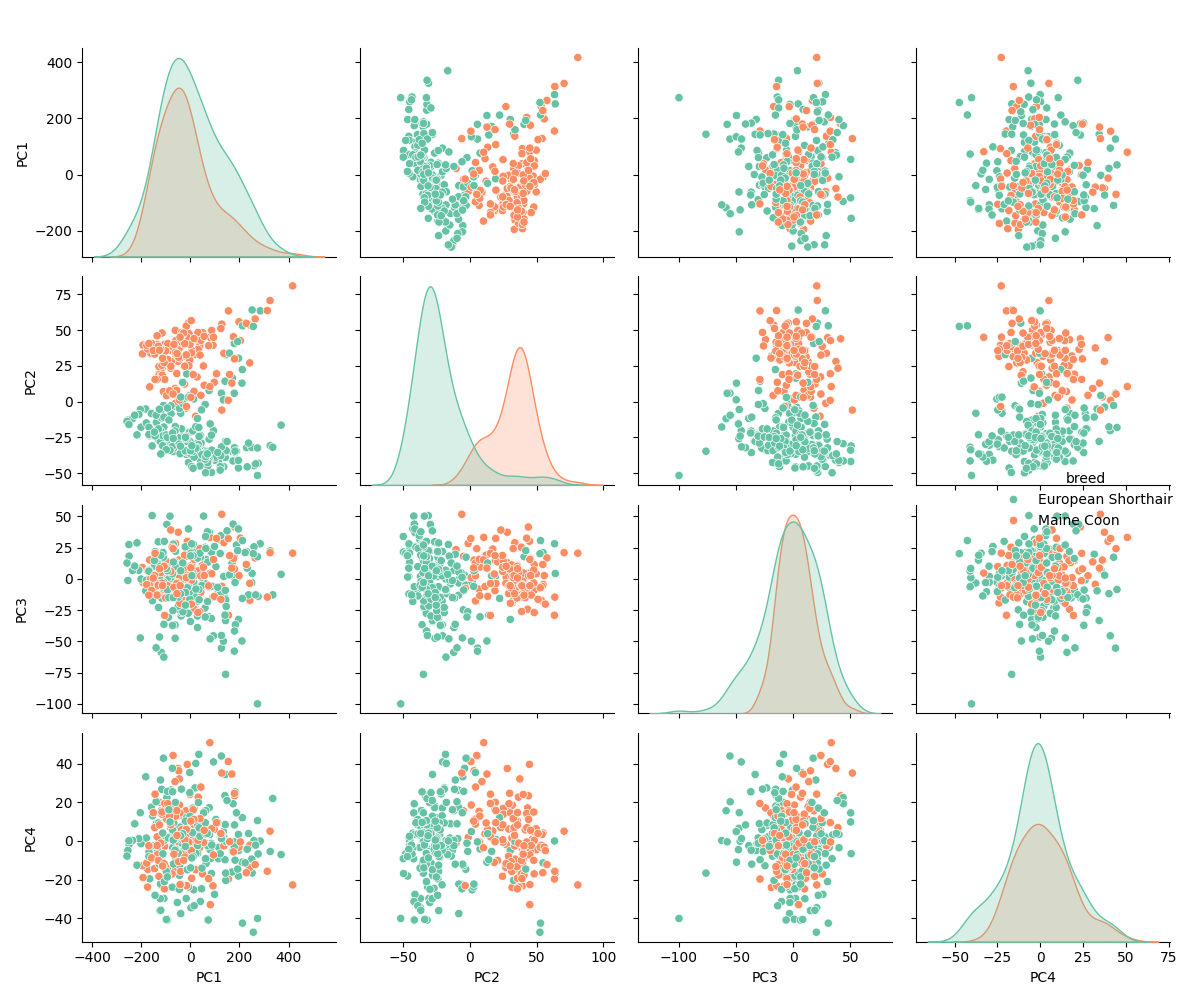 400
200
0
−200
PC1
75
50
25
0
−25
−50
PC2
breed
European Shorthair
Maine Coon
50
25
0
−25
−50
−75
−100
PC3
40
20
0
−20
−40
PC4
−400 −200 0 200 400
−50 0 50 100
−100 −50 0 50
−50 −25 0 25 50 75
PC1 PC2 PC3 PC4